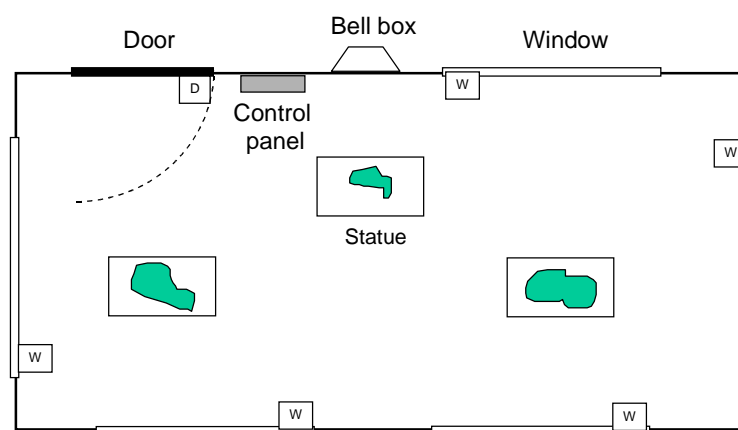 Door
Bell box
Window
D
W
Control
panel
W
Statue
W
W
W